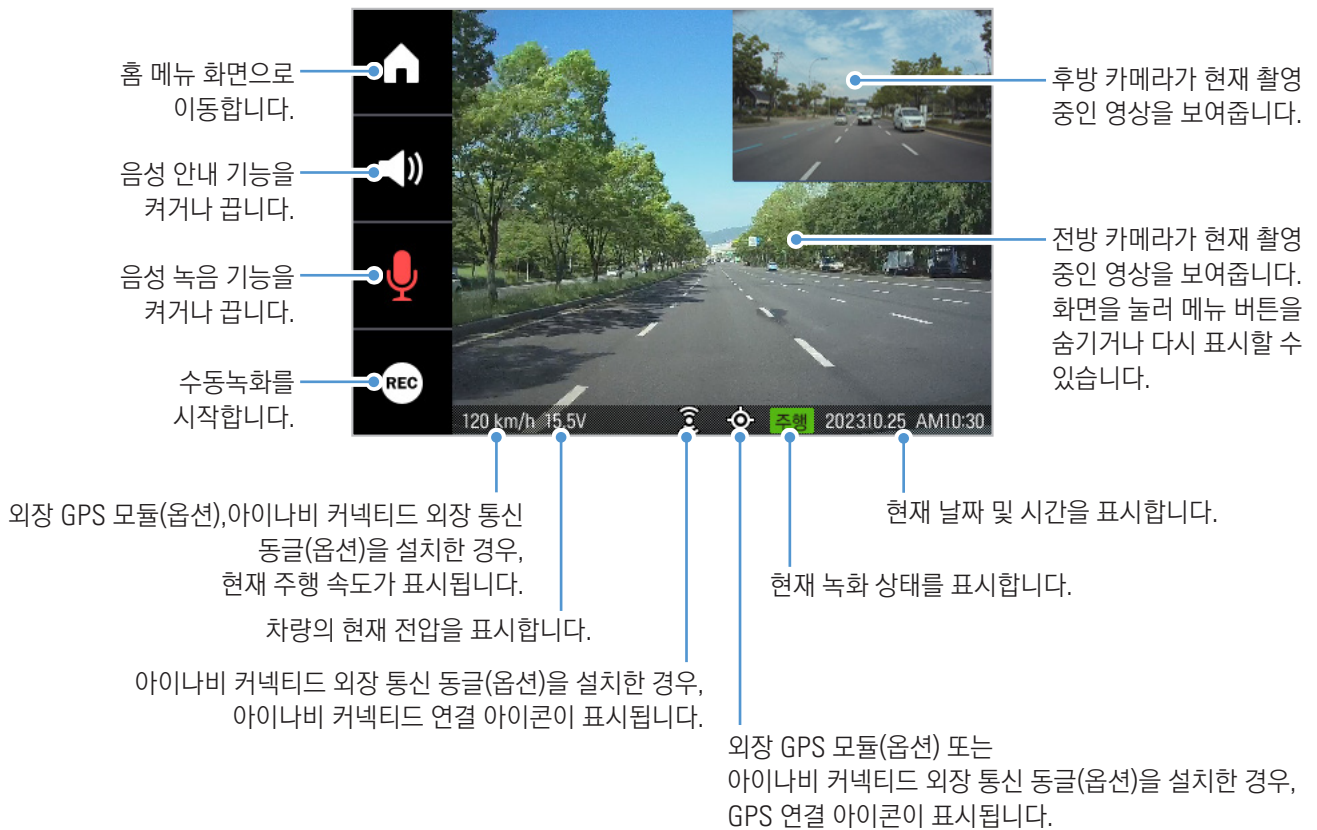 홈 메뉴 화면으로
이동합니다.
음성 안내 기능을
켜거나 끕니다.
음성 녹음 기능을
켜거나 끕니다.
수동녹화를
시작합니다.
REC
후방 카메라가 현재 촬영
중인 영상을 보여줍니다.
전방 카메라가 현재 촬영
중인 영상을 보여줍니다.
화면을 눌러 메뉴 버튼을
숨기거나 다시 표시할 수
있습니다.
120 km/h 15.5V 주행 2023.10.25 AM10:30
외장 GPS 모듈(옵션),아이나비 커넥티드 외장 통신
동글(옵션)을 설치한 경우,
현재 주행 속도가 표시됩니다.
차량의 현재 전압을 표시합니다.
아이나비 커넥티드 외장 통신 동글(옵션)을 설치한 경우,
아이나비 커넥티드 연결 아이콘이 표시됩니다.
현재 날짜 및 시간을 표시합니다.
현재 녹화 상태를 표시합니다.
외장 GPS 모듈(옵션) 또는
아이나비 커넥티드 외장 통신 동글(옵션)을 설치한 경우,
GPS 연결 아이콘이 표시됩니다.